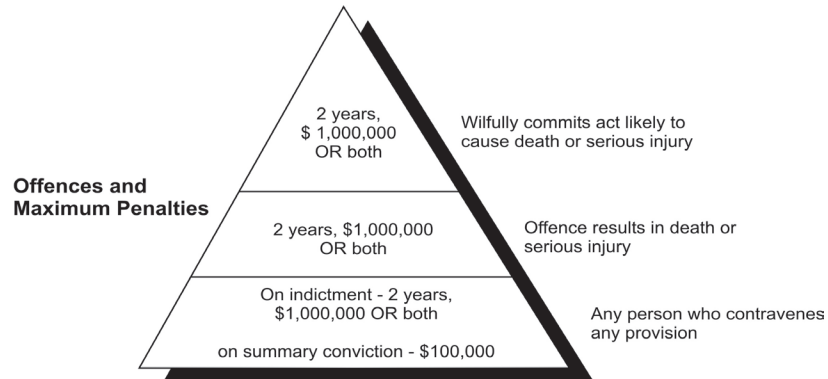 2 years,
$ 1,000,000
OR both
Wilfully commits act likely to
cause death or serious injury
Offences and
Maximum Penalties
2 years, $1,000,000
OR both
Offence results in death or
serious injury
On indictment - 2 years,
$1,000,000 OR both
on summary conviction - $100,000
Any person who contravenes
any provision